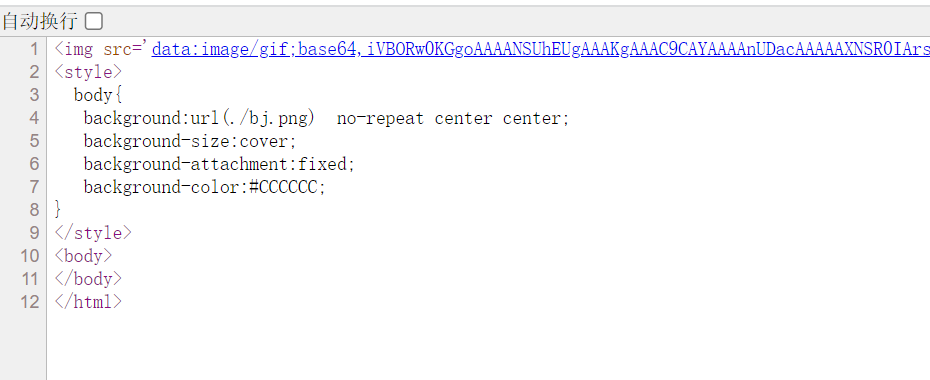 自动换行
1 <img src='data:image/gif;base64,iVBORw0KGgoAAAANSUhEUgAAAKgAAAC9CAYAAAAnUDacAAAAAXNSR0IArs
2 <style>
3 body{
4 background:url(./bj.png)  no-repeat center center;
5 background-size:cover;
6 background-attachment:fixed;
7 background-color:#CCCCCC;
8 }
9 </style>
10 <body>
11 </body>
12 </html>